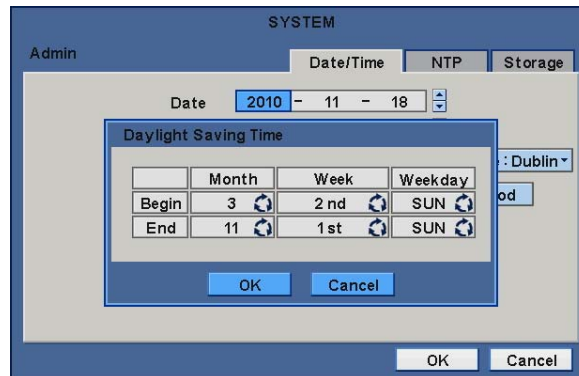 SYSTEM
Admin
Date/Time NTP Storage
Date 2010 - 11 - 18
Daylight Saving Time
: Dublin
Month Week Weekday
od
Begin 3 2 nd SUN
End 11 1st SUN
OK Cancel
OK Cancel